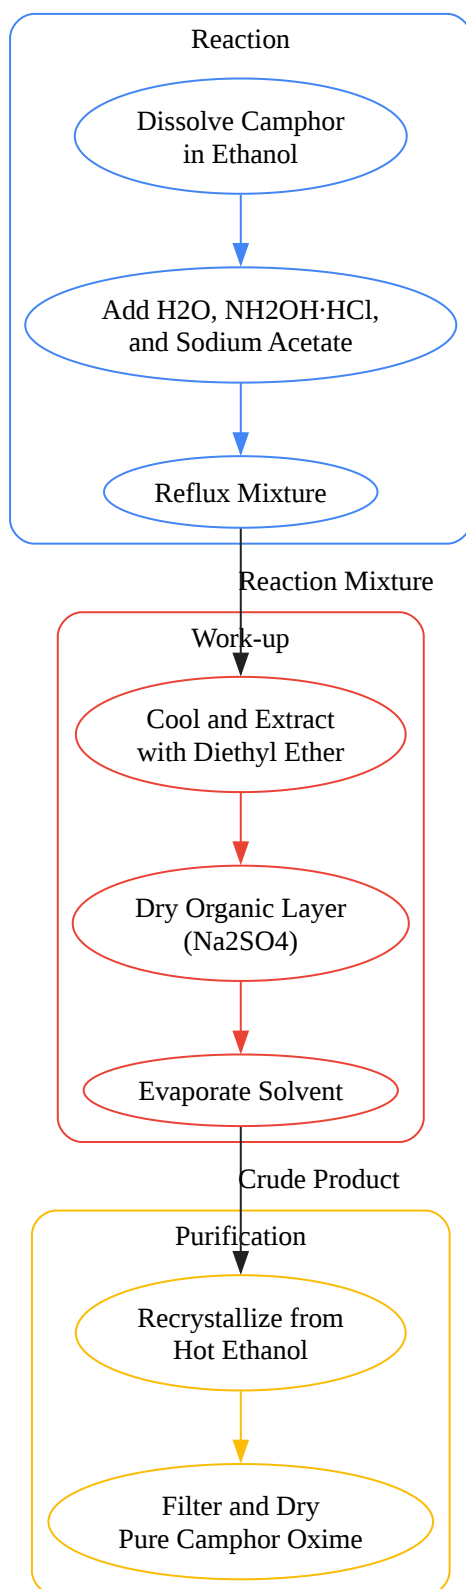 Reaction
Dissolve Camphor
in Ethanol
Add H2O, NH2OH·HCl,
and Sodium Acetate
Reflux Mixture
Reaction Mixture
Work-up
Cool and Extract
with Diethyl Ether
Dry Organic Layer
(Na2SO4)
Evaporate Solvent
Crude Product
Purification
Recrystallize from
Hot Ethanol
Filter and Dry
Pure Camphor Oxime